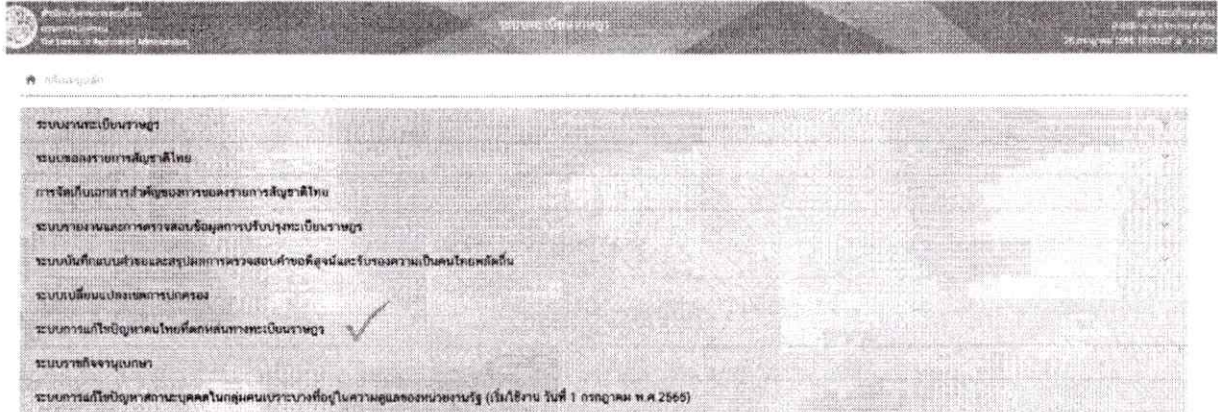 ระบบทะเบียนราษฎร
ระบบงานทะเบียนราษฎร
ระบบขอลงรายการสัญชาติไทย
การจัดเก็บเอกสารสำคัญของการขอลงรายการสัญชาติไทย
ระบบรายงานและการตรวจสอบข้อมูลการปรับปรุงทะเบียนราษฎร
ระบบบันทึกแบบคำขอและสรุปผลการตรวจสอบคำขอพิสูจน์และรับรองความเป็นคนไทยพลัดถิ่น
ระบบเปลี่ยนแปลงเขตการปกครอง
ระบบการแก้ไขปัญหาคนไทยที่ตกหล่นทางทะเบียนราษฎร
ระบบราชกิจจานุเบกษา
ระบบการแก้ไขปัญหาสถานะบุคคลในกลุ่มคนเปราะบางที่อยู่ในความดูแลของหน่วยงานรัฐ (เริ่มใช้งาน วันที่ 1 กรกฎาคม พ.ศ.2566)